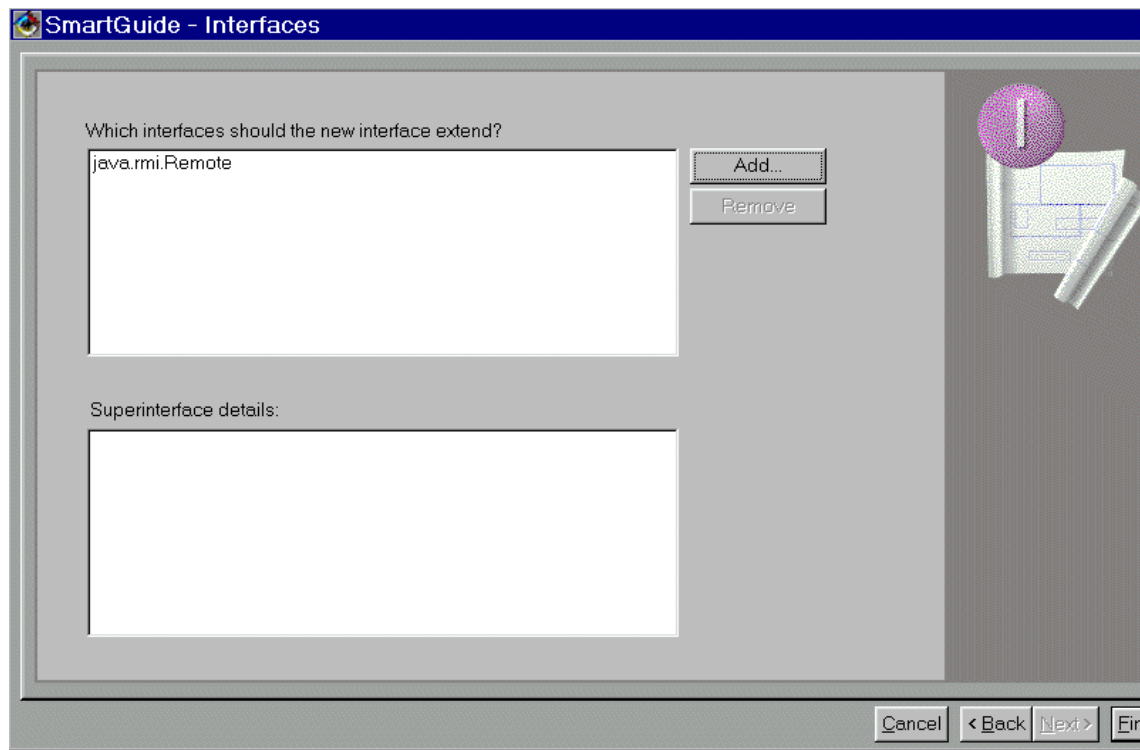 SmartGuide - Interfaces
Which interfaces should the new interface extend?
java.rmi.Remote
Add...
Remove
Superinterface details:
Cancel
< Back
Next >